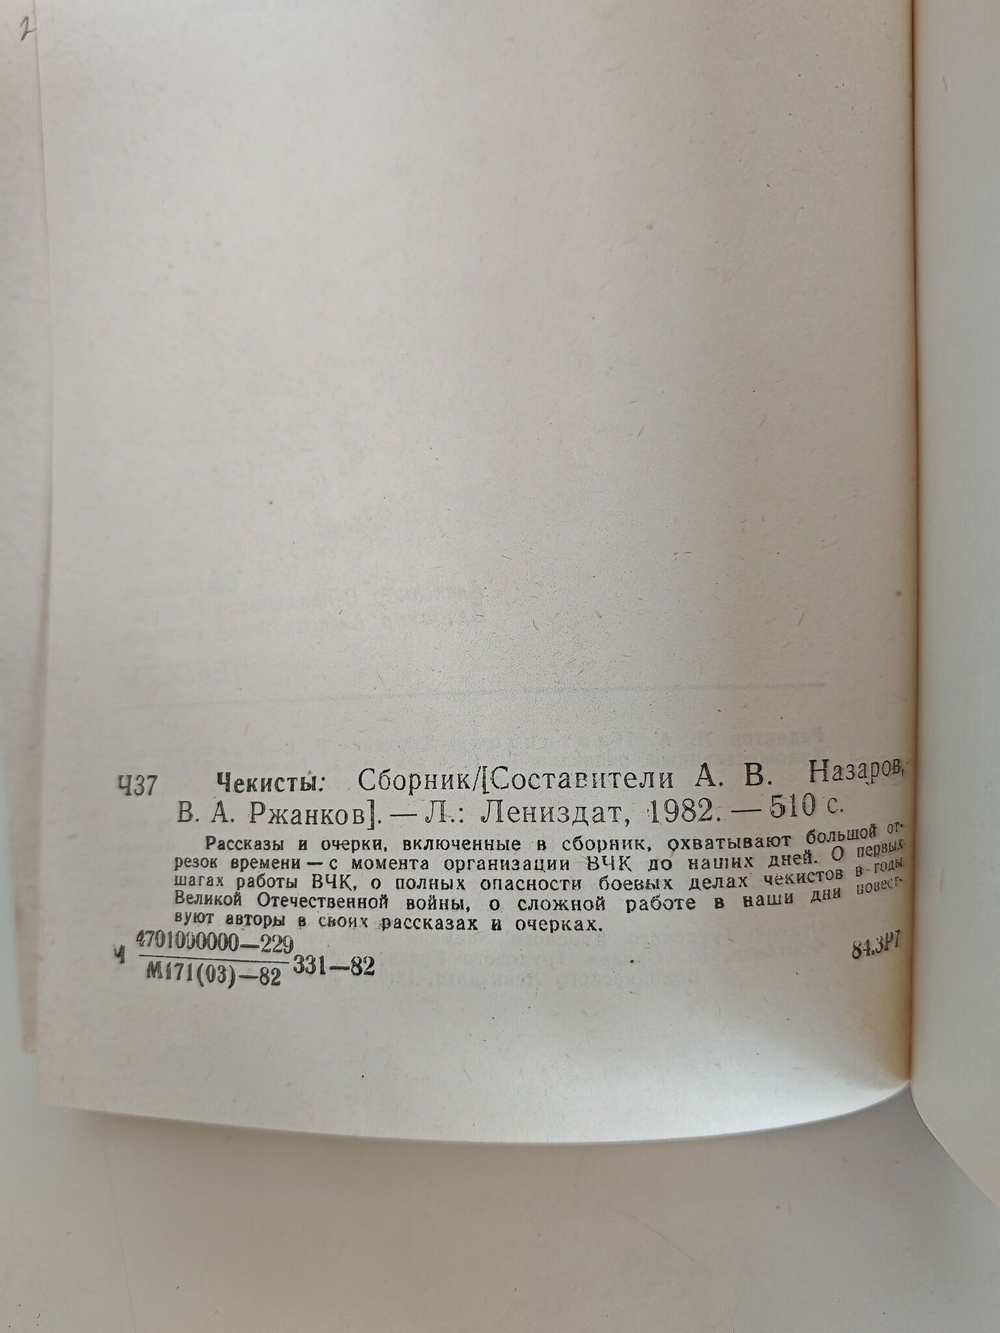 2
Ч37 Чекисты: Сборник/[Составители А. В. Назаров,
В. А. Ржанков]. — Л.: Лениздат, 1982. — 510 с.
Рассказы и очерки, включенные в сборник, охватывают большой от-
резок времени — с момента организации ВЧК до наших дней. О первых
шагах работы ВЧК, о полных опасности боевых делах чекистов в годы
Великой Отечественной войны, о сложной работе в наши дни повест-
вуют авторы в своих рассказах и очерках.
Ч 4701000000—229
М171(03)—82 331—82
84.3Р7